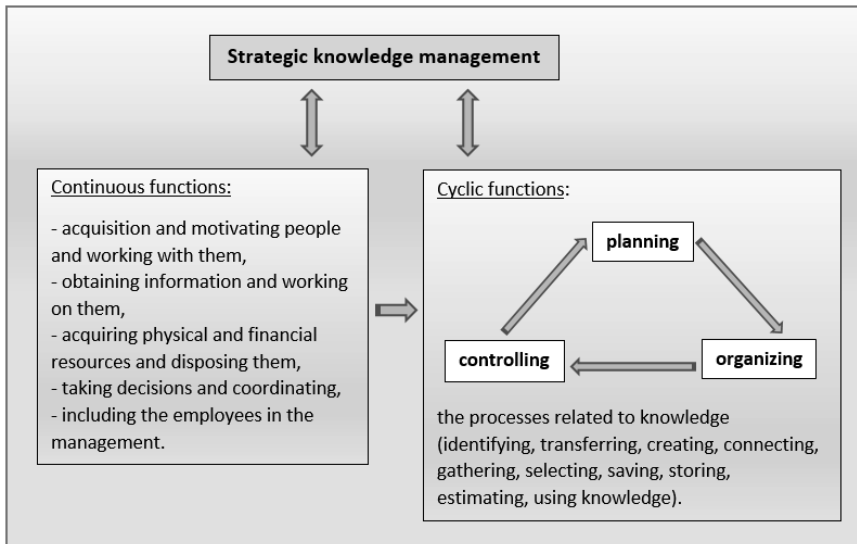 Strategic knowledge management
Continuous functions:
- acquisition and motivating people
and working with them,
- obtaining information and working
on them,
- acquiring physical and financial
resources and disposing them,
- taking decisions and coordinating,
- including the employees in the
management.
Cyclic functions:
planning
controlling
organizing
the processes related to knowledge
(identifying, transferring, creating, connecting,
gathering, selecting, saving, storing,
estimating, using knowledge).